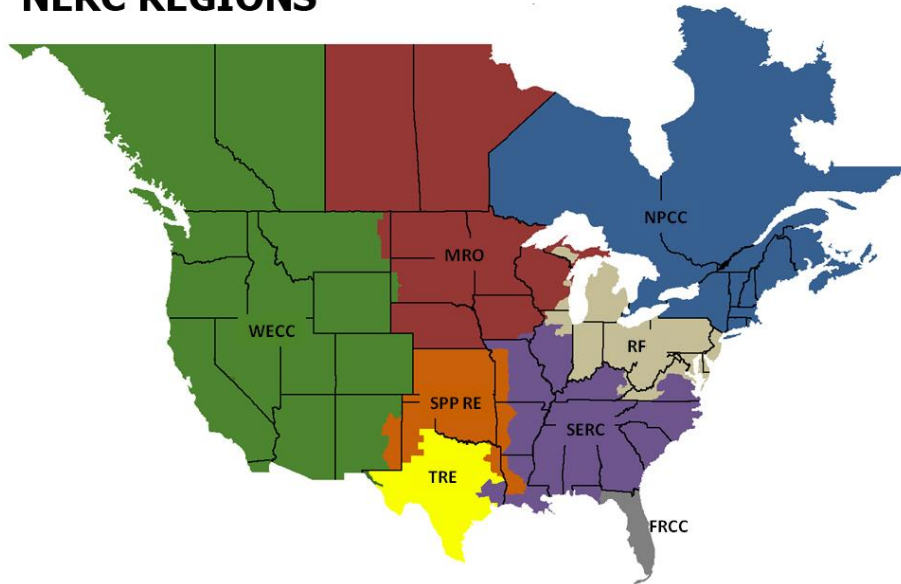 NERC REGIONS
NPCC
MRO
WECC
RF
SPP RE
SERC
TRE
FRCC